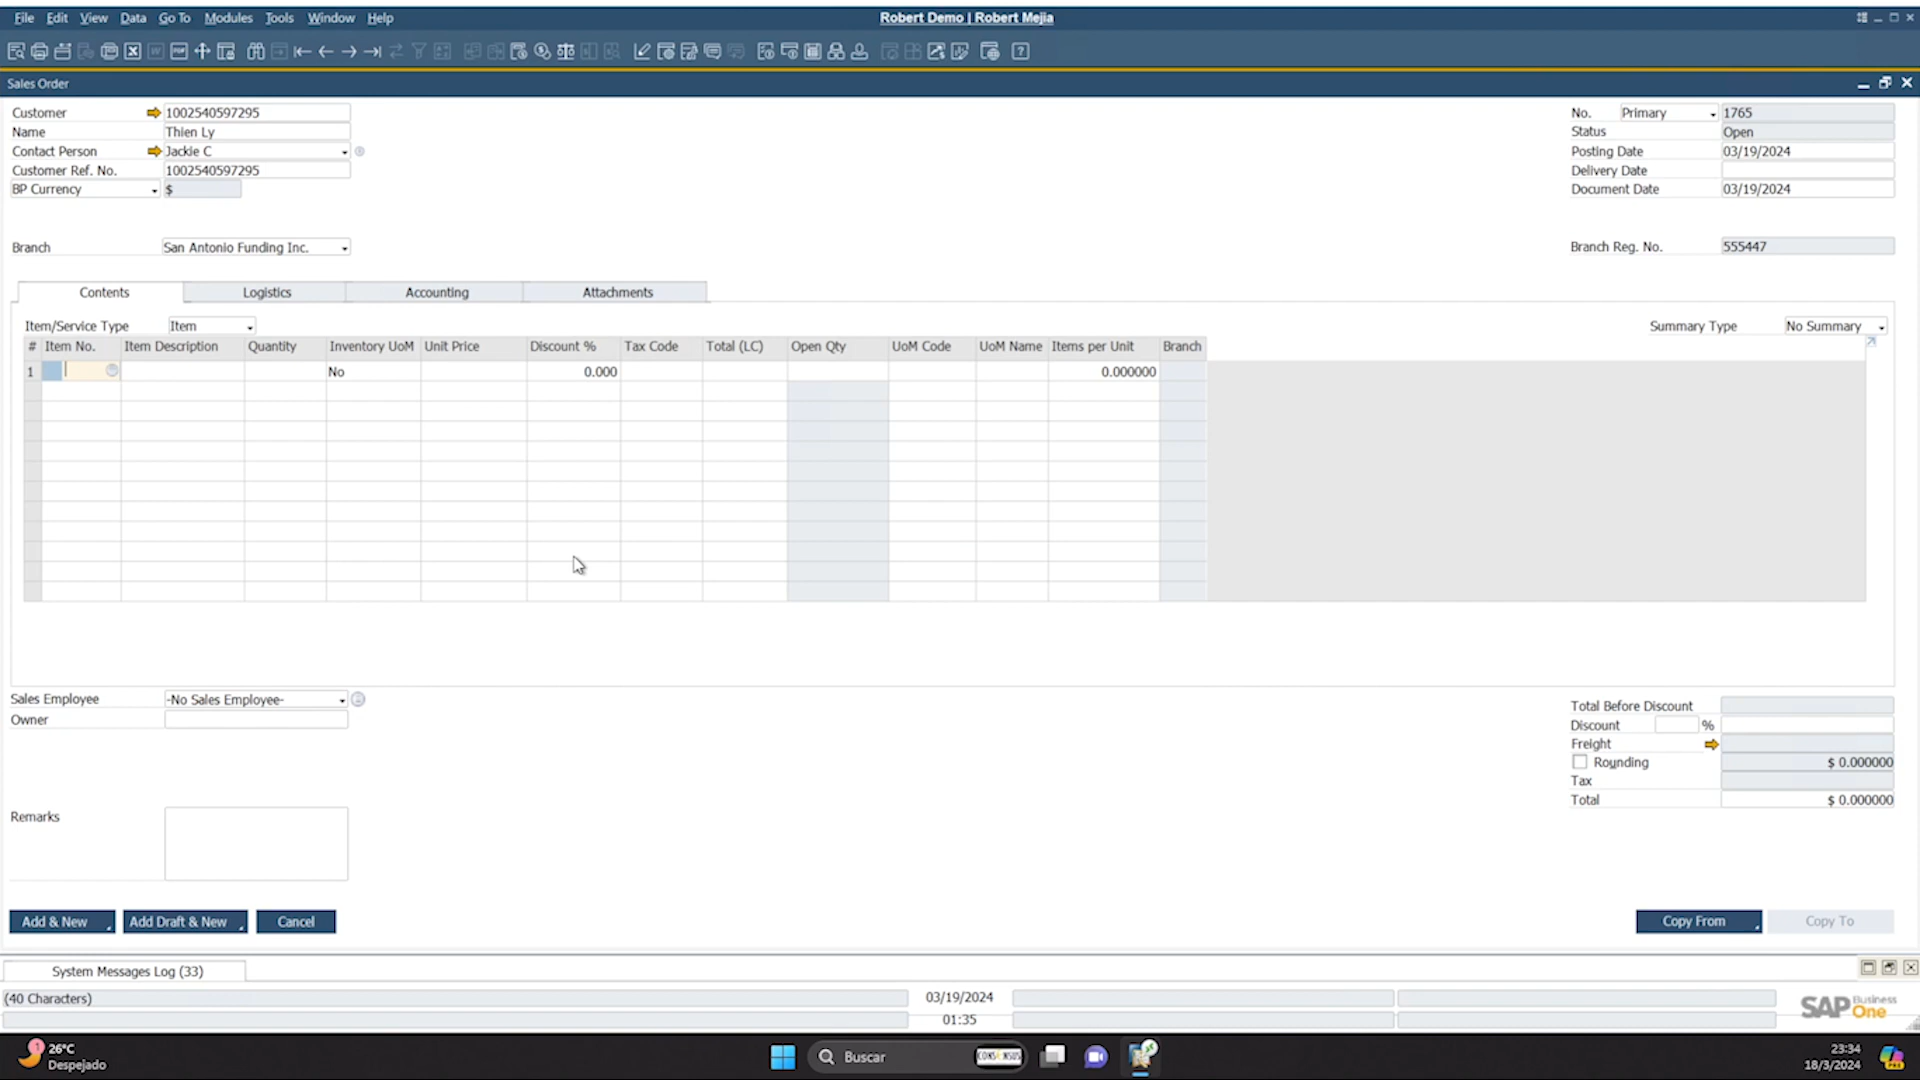 File Edit View Data Go To Modules Tools Window Help
Robert Demo | Robert Mejia
Sales Order
Customer 1002540597295
Name Thien Ly
Contact Person Jackie C
Customer Ref. No. 1002540597295
BP Currency $
Branch San Antonio Funding Inc.
No. Primary 1765
Status Open
Posting Date 03/19/2024
Delivery Date
Document Date 03/19/2024
Branch Reg. No. 555447
Contents Logistics Accounting Attachments
Item/Service Type Item
Summary Type No Summary
# Item No. Item Description Quantity Inventory UoM Unit Price Discount % Tax Code Total (LC) Open Qty UoM Code UoM Name Items per Unit Branch
1 No 0.000 0.000000
Sales Employee -No Sales Employee-
Owner
Remarks
Total Before Discount
Discount %
Freight
Rounding $ 0.000000
Tax
Total $ 0.000000
Add & New Add Draft & New Cancel
Copy From Copy To
System Messages Log (33)
(40 Characters) 03/19/2024
01:35
SAP Business One
26°C
Despejado
Buscar
CONSENSUS
23:34
18/3/2024